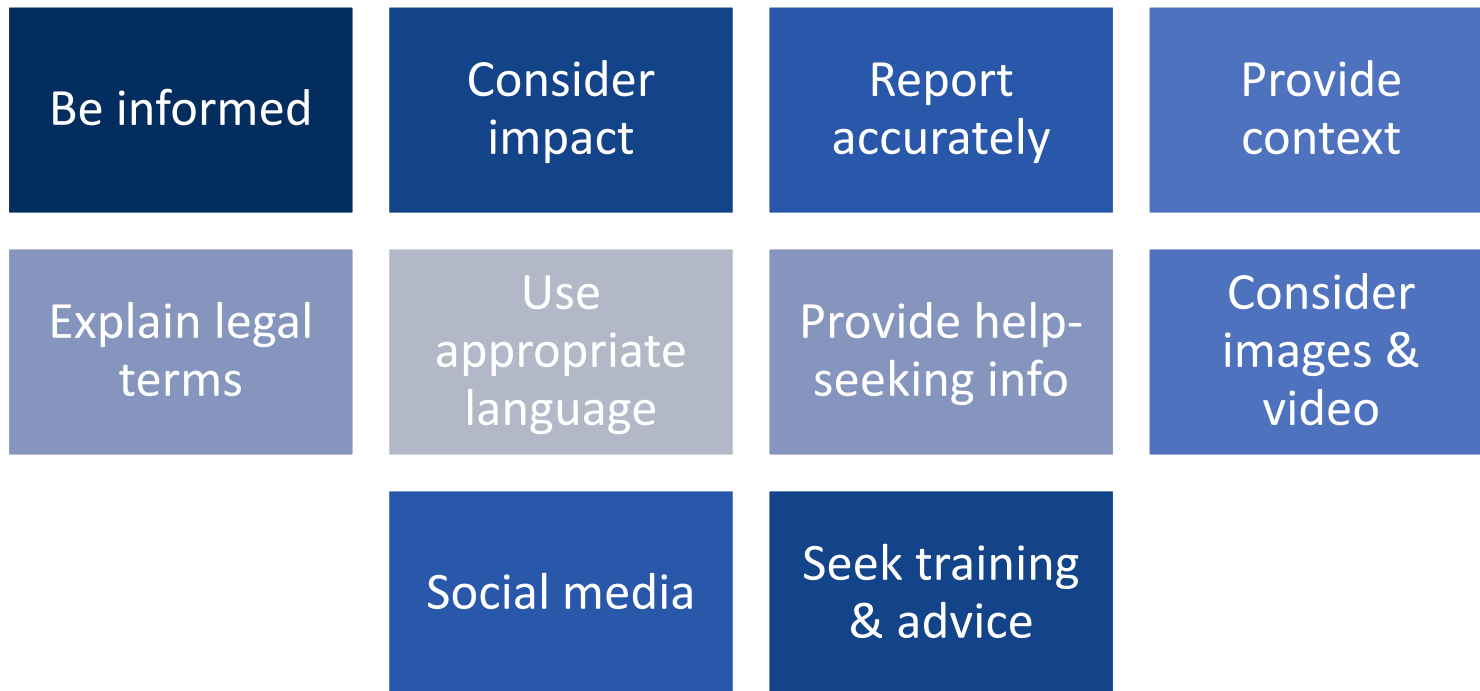 Be informed
Consider
impact
Report
accurately
Provide
context
Explain legal
terms
Use
appropriate
language
Provide help-
seeking info
Consider
images &
video
Social media
Seek training
& advice